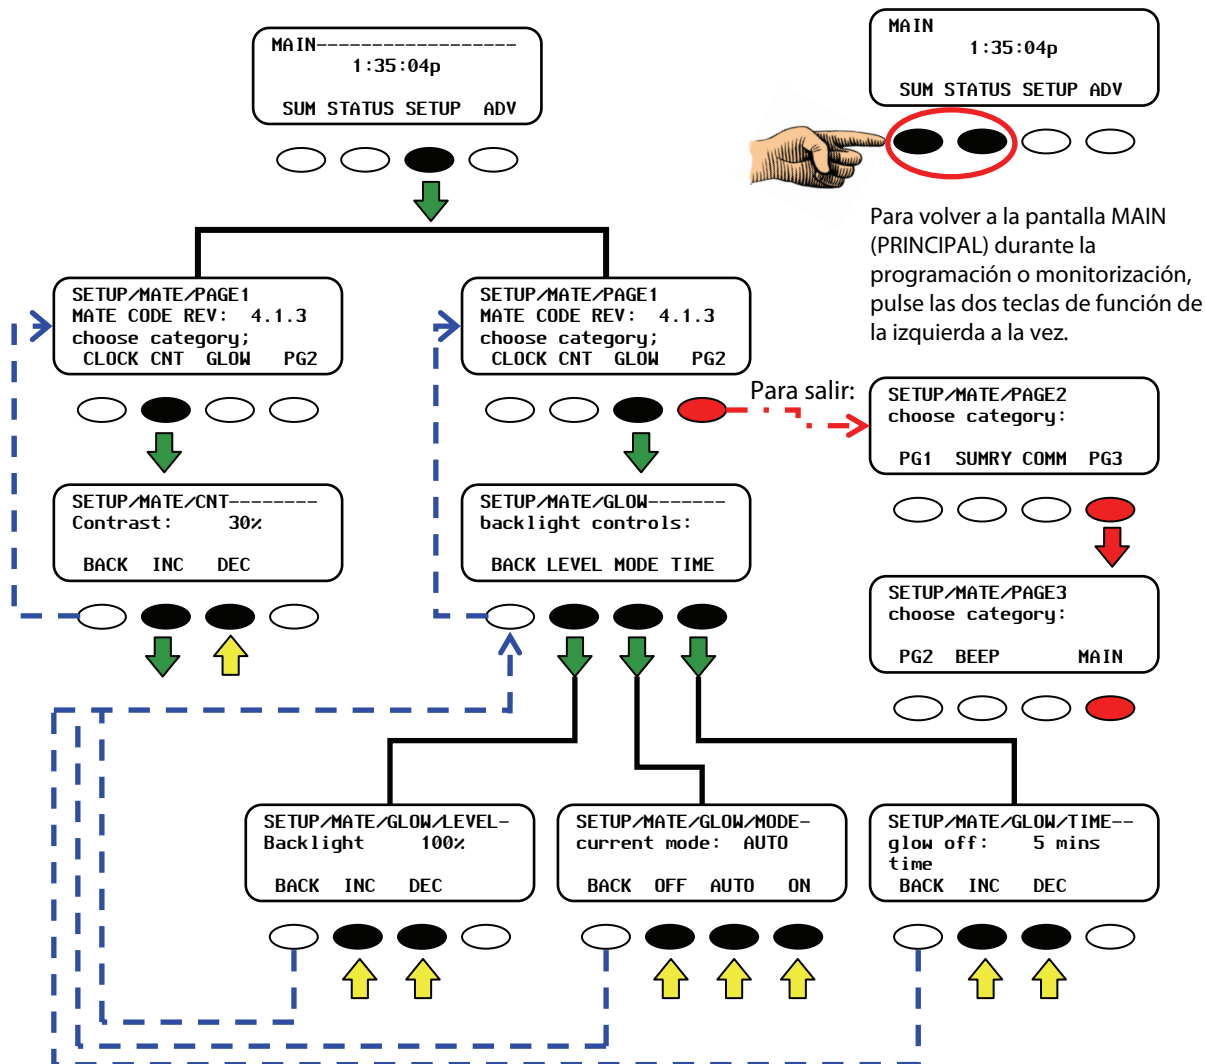 MAIN-------------------
1:35:04p
SUM STATUS SETUP ADV
MAIN
1:35:04p
SUM STATUS SETUP ADV
Para volver a la pantalla MAIN
(PRINCIPAL) durante la
programación o monitorización,
pulse las dos teclas de función de
la izquierda a la vez.
SETUP/MATE/PAGE1
MATE CODE REV: 4.1.3
choose category;
CLOCK CNT GLOW PG2
SETUP/MATE/PAGE1
MATE CODE REV: 4.1.3
choose category;
CLOCK CNT GLOW PG2
Para salir:
SETUP/MATE/PAGE2
choose category:
PG1 SUMRY COMM PG3
SETUP/MATE/CNT--------
Contrast: 30%
BACK INC DEC
SETUP/MATE/GLOW-------
backlight controls:
BACK LEVEL MODE TIME
SETUP/MATE/PAGE3
choose category:
PG2 BEEP MAIN
SETUP/MATE/GLOW/LEVEL-
Backlight 100%
BACK INC DEC
SETUP/MATE/GLOW/MODE-
current mode: AUTO
BACK OFF AUTO ON
SETUP/MATE/GLOW/TIME--
glow off: 5 mins
time
BACK INC DEC